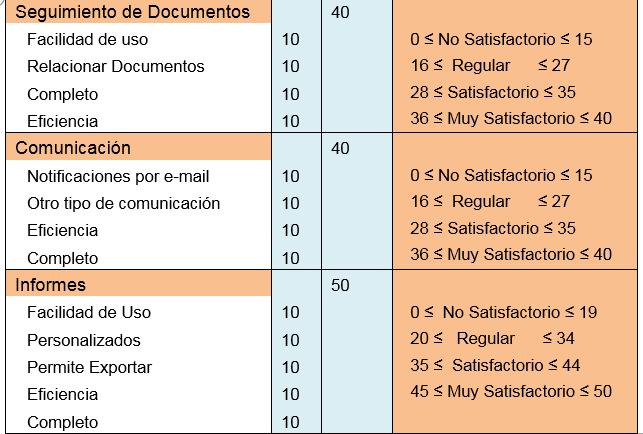 Seguimiento de Documentos 40
Facilidad de uso 10 0 ≤ No Satisfactorio ≤ 15
Relacionar Documentos 10 16 ≤ Regular ≤ 27
Completo 10 28 ≤ Satisfactorio ≤ 35
Eficiencia 10 36 ≤ Muy Satisfactorio ≤ 40
Comunicación 40
Notificaciones por e-mail 10 0 ≤ No Satisfactorio ≤ 15
Otro tipo de comunicación 10 16 ≤ Regular ≤ 27
Eficiencia 10 28 ≤ Satisfactorio ≤ 35
Completo 10 36 ≤ Muy Satisfactorio ≤ 40
Informes 50
Facilidad de Uso 10 0 ≤ No Satisfactorio ≤ 19
Personalizados 10 20 ≤ Regular ≤ 34
Permite Exportar 10 35 ≤ Satisfactorio ≤ 44
Eficiencia 10 45 ≤ Muy Satisfactorio ≤ 50
Completo 10